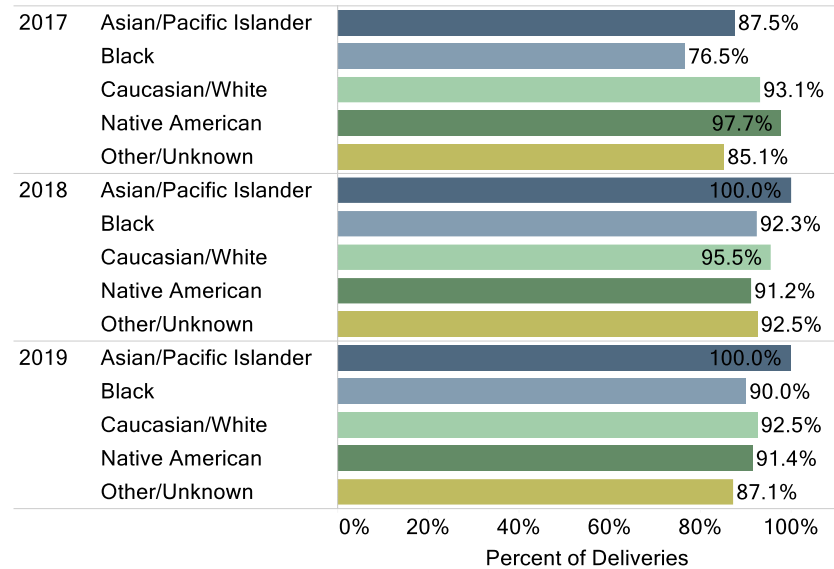 2017 Asian/Pacific Islander 87.5%
Black 76.5%
Caucasian/White 93.1%
Native American 97.7%
Other/Unknown 85.1%
2018 Asian/Pacific Islander 100.0%
Black 92.3%
Caucasian/White 95.5%
Native American 91.2%
Other/Unknown 92.5%
2019 Asian/Pacific Islander 100.0%
Black 90.0%
Caucasian/White 92.5%
Native American 91.4%
Other/Unknown 87.1%
0% 20% 40% 60% 80% 100%
Percent of Deliveries